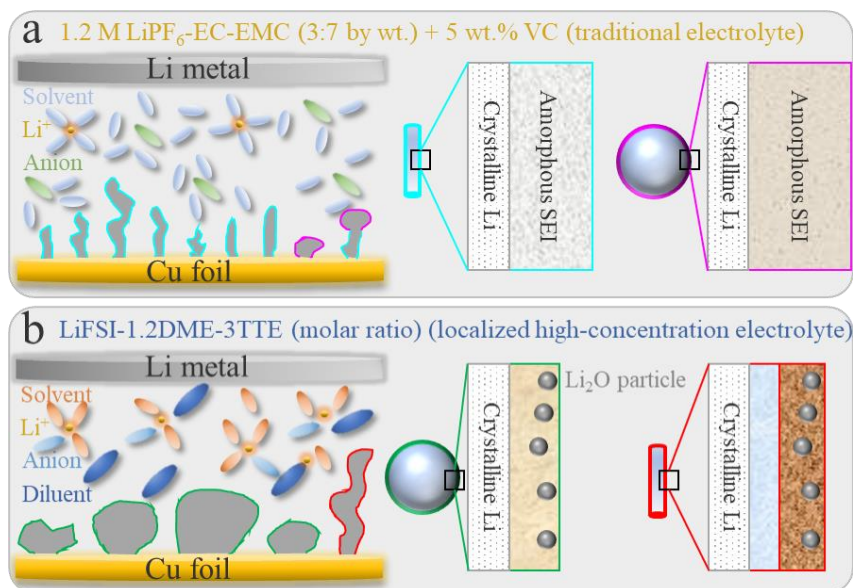 a
1.2 M LiPF₆-EC-EMC (3:7 by wt.) + 5 wt.% VC (traditional electrolyte)
Li metal
Solvent
Li⁺
Anion
Cu foil
Crystalline Li
Amorphous SEI
Crystalline Li
Amorphous SEI
b
LiFSI-1.2DME-3TTE (molar ratio) (localized high-concentration electrolyte)
Li metal
Solvent
Li⁺
Anion
Diluent
Cu foil
Crystalline Li
Li₂O particle
Crystalline Li